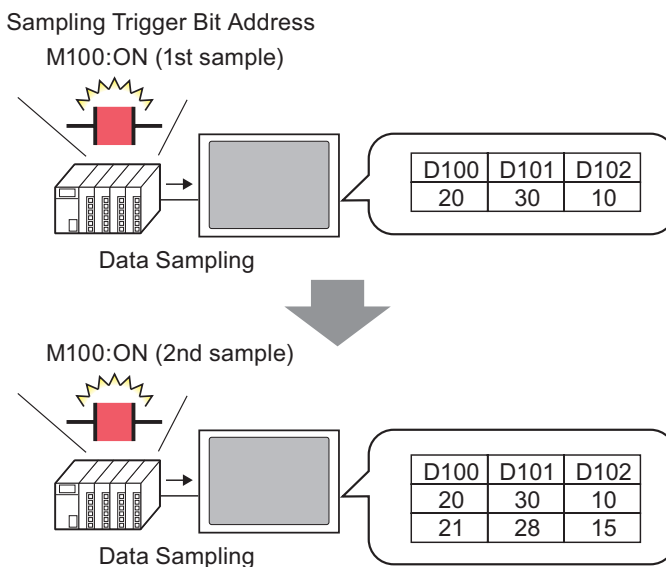 Sampling Trigger Bit Address
M100:ON (1st sample)
D100 D101 D102
20 30 10
Data Sampling
M100:ON (2nd sample)
D100 D101 D102
20 30 10
21 28 15
Data Sampling